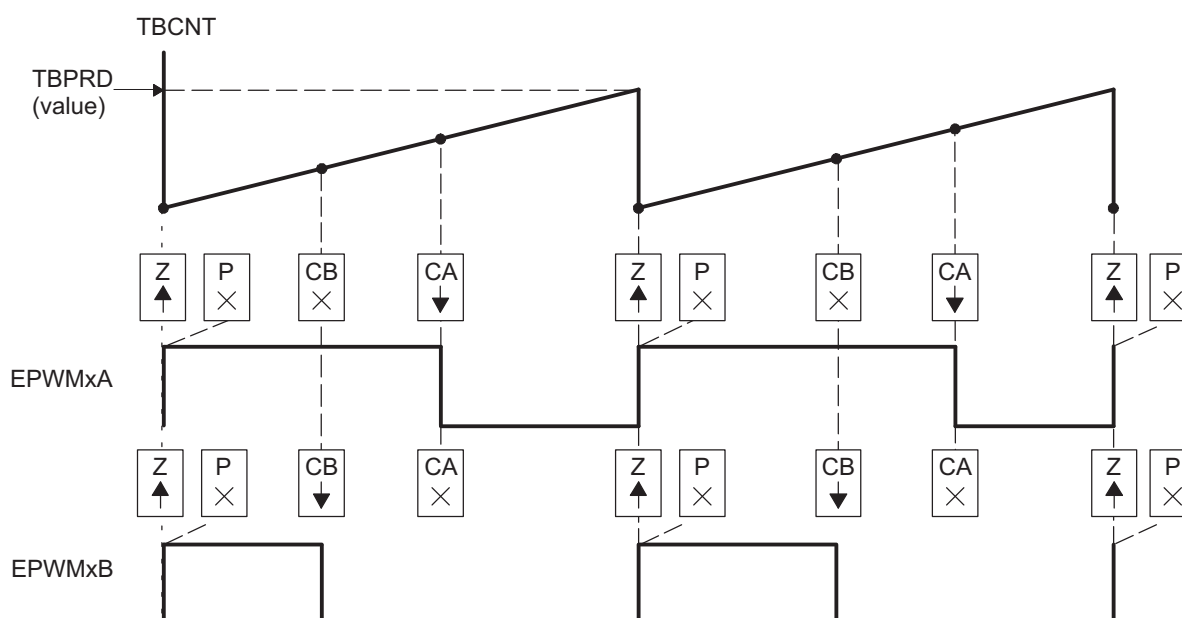 TBCNT
TBPRD
(value)
Z P CB CA Z P CB CA Z P
EPWMxA
Z P CB CA Z P CB CA Z P
EPWMxB